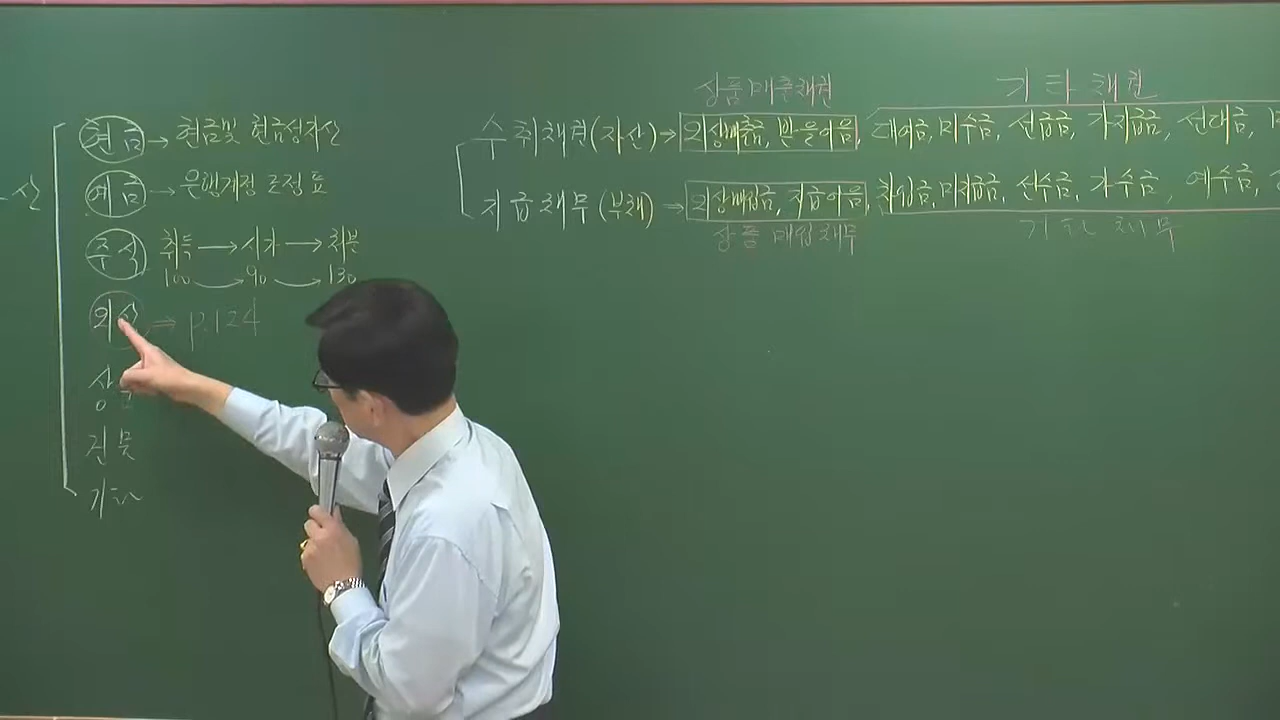 현금 → 현금및 현금성자산
예금 → 은행계정 조정표
주식 취득 → 시가 → 처분
100 → 90 → 130
외상 ⇒ p.124
상
건물
기타
상품매출채권 기타채권
수취채권(자산) → 외상매출금, 받을어음, 대여금, 미수금, 선급금, 가지급금, 선대금,
지급채무(부채) → 외상매입금, 지급어음, 차입금, 미지급금, 선수금, 가수금, 예수금,
상품매입채무 기타채무